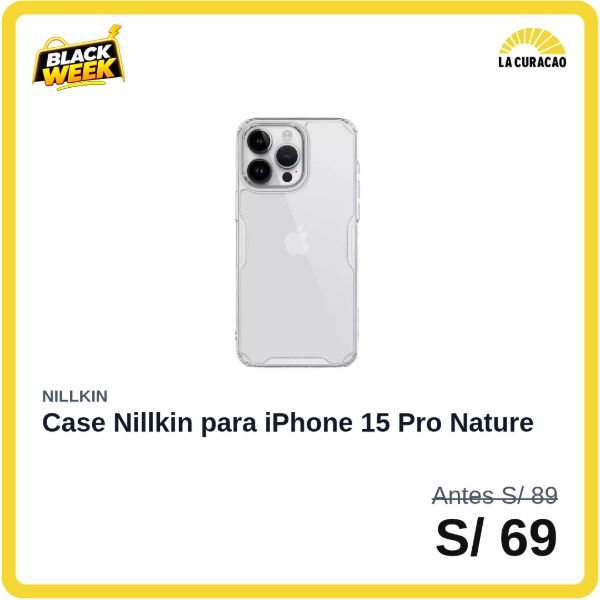 BLACK
WEEK
LA CURACAO
NILLKIN
Case Nillkin para iPhone 15 Pro Nature
Antes S/ 89
S/ 69